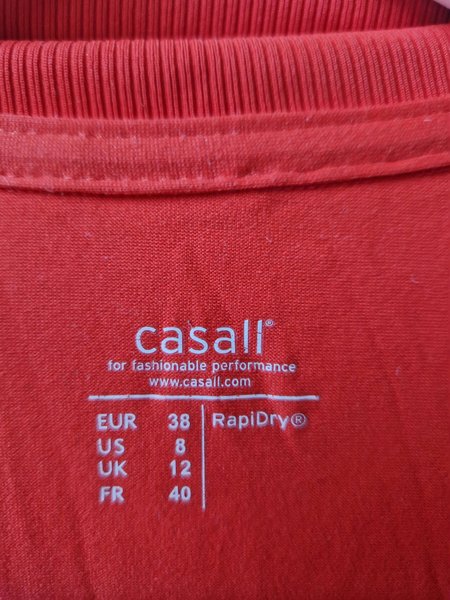 casall®
for fashionable performance
www.casall.com
EUR 38 RapiDry®
US 8
UK 12
FR 40